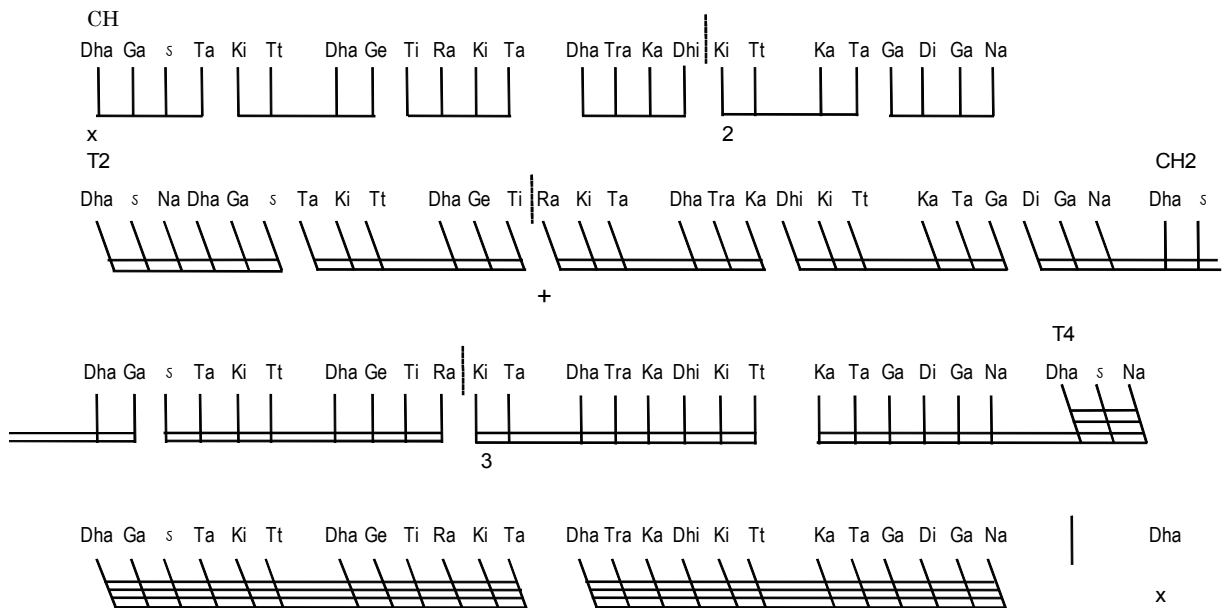 CH
Dha Ga s Ta Ki Tt Dha Ge Ti Ra Ki Ta Dha Tra Ka Dhi Ki Tt Ka Ta Ga Di Ga Na
x 2
T2 CH2
Dha s Na Dha Ga s Ta Ki Tt Dha Ge Ti Ra Ki Ta Dha Tra Ka Dhi Ki Tt Ka Ta Ga Di Ga Na Dha s
+
T4
Dha Ga s Ta Ki Tt Dha Ge Ti Ra Ki Ta Dha Tra Ka Dhi Ki Tt Ka Ta Ga Di Ga Na Dha s Na
3
Dha Ga s Ta Ki Tt Dha Ge Ti Ra Ki Ta Dha Tra Ka Dhi Ki Tt Ka Ta Ga Di Ga Na Dha
x